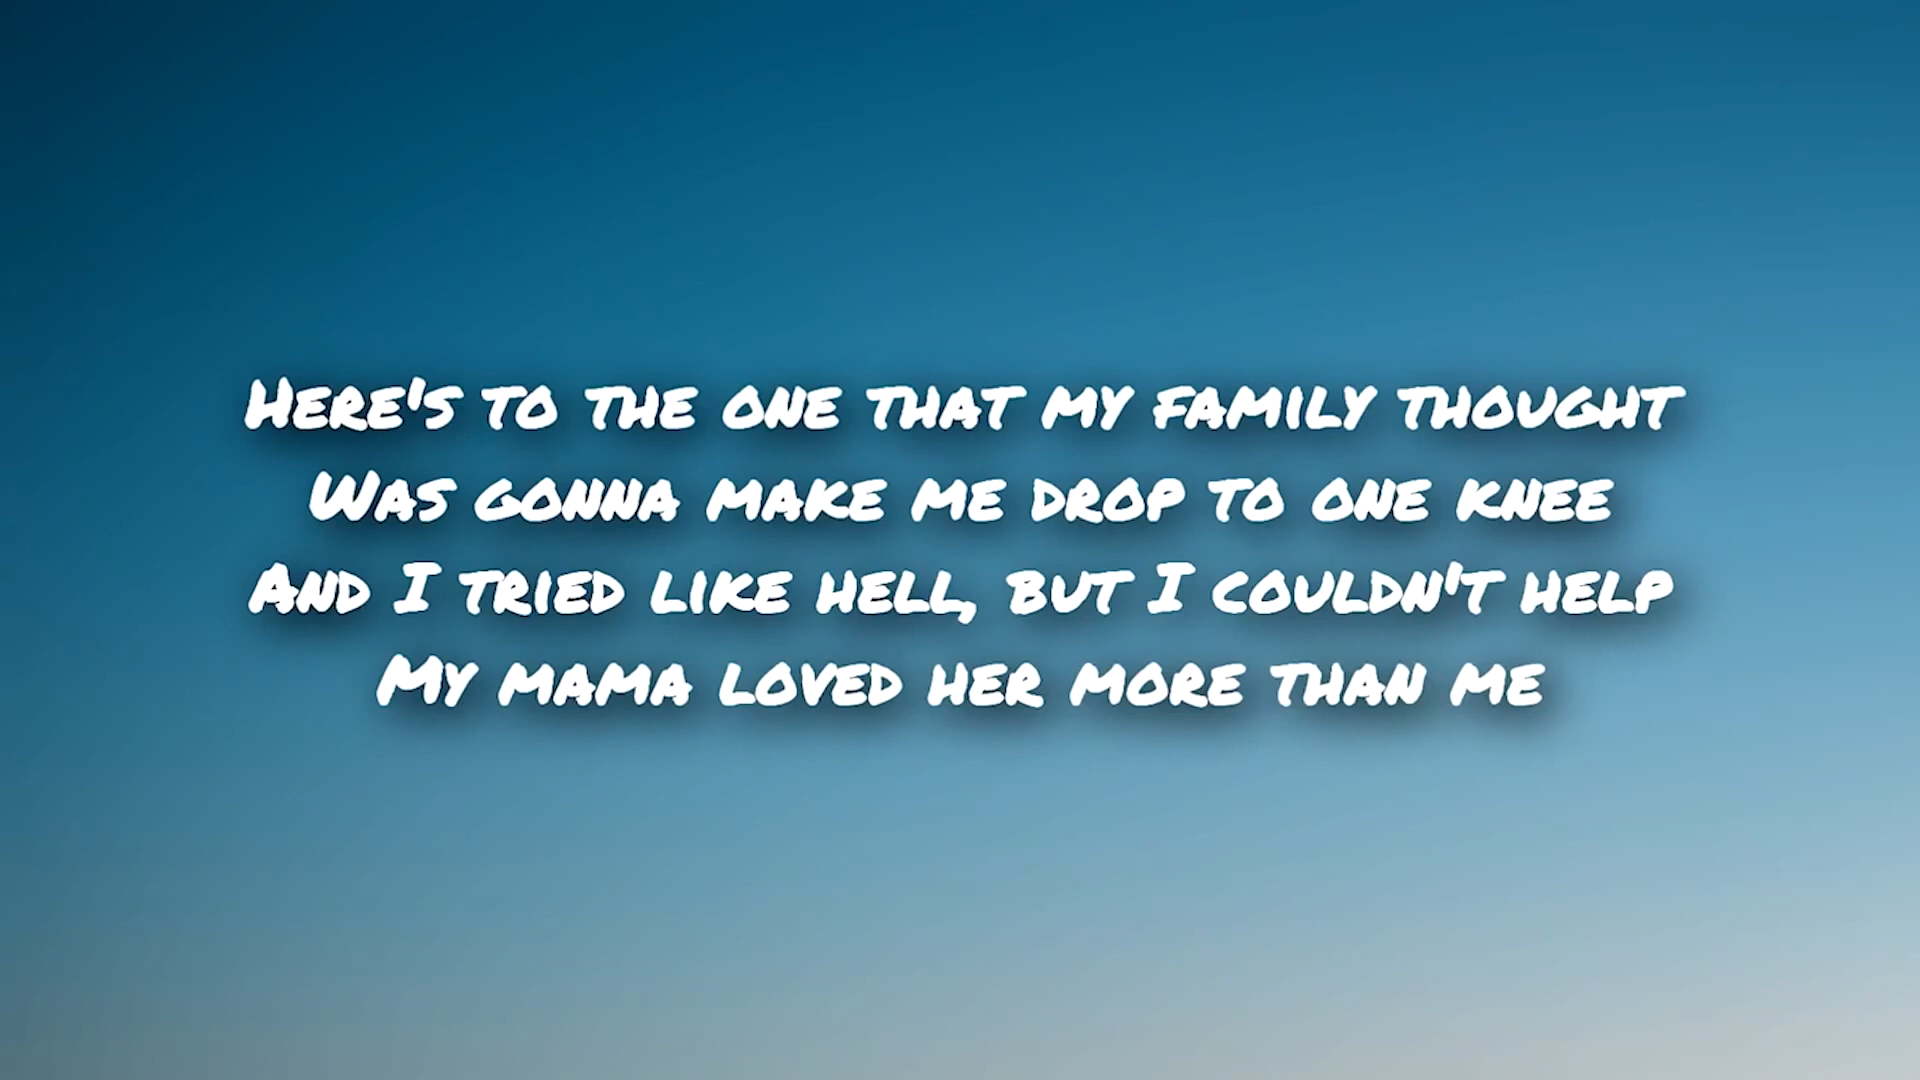 Here's to the one that my family thought
Was gonna make me drop to one knee
And I tried like hell, but I couldn't help
My mama loved her more than me